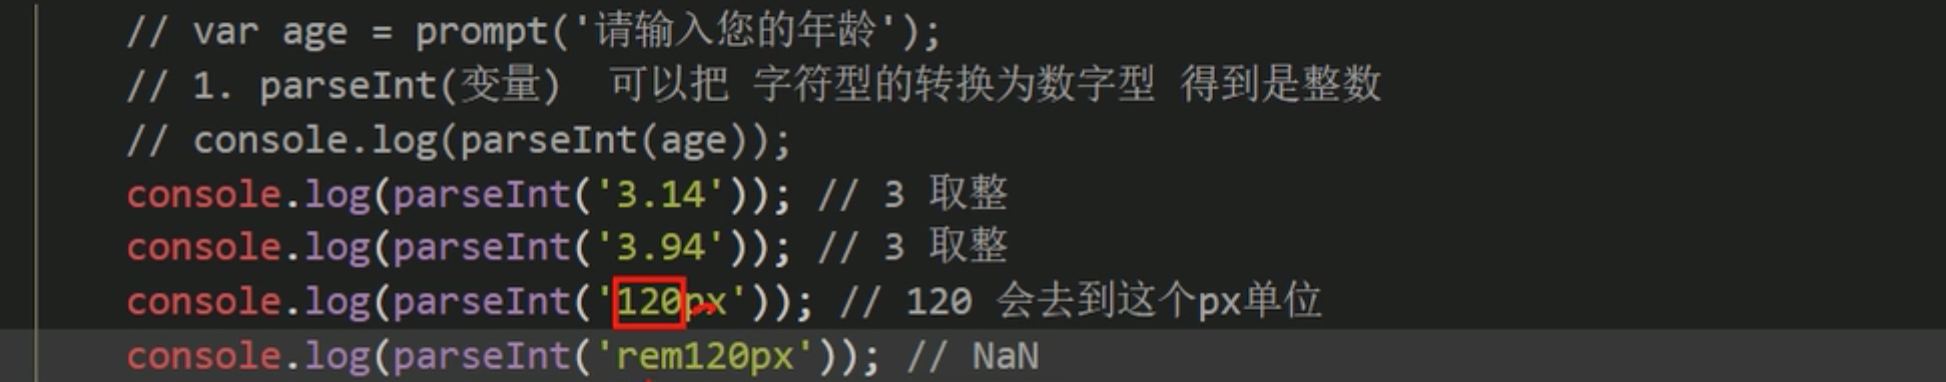 // var age = prompt('请输入您的年龄');
// 1. parseInt(变量)  可以把 字符型的转换为数字型 得到是整数
// console.log(parseInt(age));
console.log(parseInt('3.14')); // 3 取整
console.log(parseInt('3.94')); // 3 取整
console.log(parseInt('120px')); // 120 会去到这个px单位
console.log(parseInt('rem120px')); // NaN